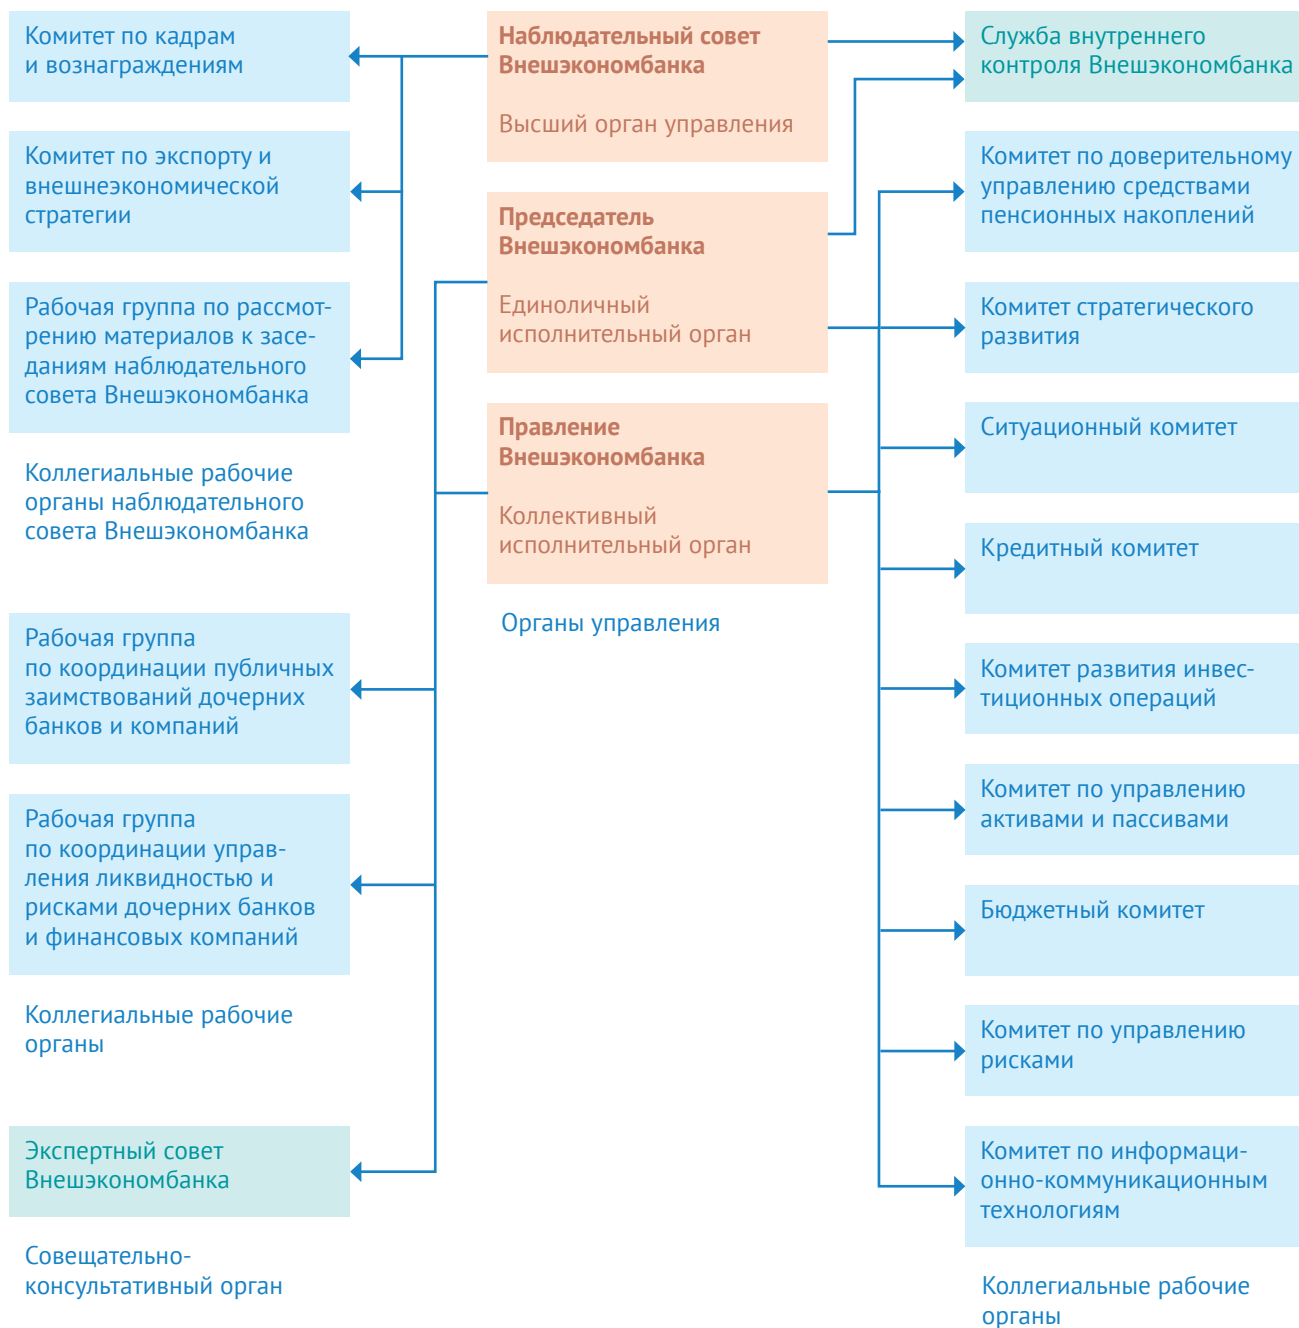 Комитет по кадрам
и вознаграждениям
Комитет по экспорту и
внешнеэкономической
стратегии
Рабочая группа по рассмот-
рению материалов к засе-
даниям наблюдательного
совета Внешэкономбанка
Коллегиальные рабочие
органы наблюдательного
совета Внешэкономбанка
Рабочая группа
по координации публичных
заимствований дочерних
банков и компаний
Рабочая группа
по координации управ-
ления ликвидностью и
рисками дочерних банков
и финансовых компаний
Коллегиальные рабочие
органы
Экспертный совет
Внешэкономбанка
Совещательно-
консультативный орган
Наблюдательный совет
Внешэкономбанка
Высший орган управления
Председатель
Внешэкономбанка
Единоличный
исполнительный орган
Правление
Внешэкономбанка
Коллективный
исполнительный орган
Органы управления
Служба внутреннего
контроля Внешэкономбанка
Комитет по доверительному
управлению средствами
пенсионных накоплений
Комитет стратегического
развития
Ситуационный комитет
Кредитный комитет
Комитет развития инвес-
тиционных операций
Комитет по управлению
активами и пассивами
Бюджетный комитет
Комитет по управлению
рисками
Комитет по информаци-
онно-коммуникационным
технологиям
Коллегиальные рабочие
органы